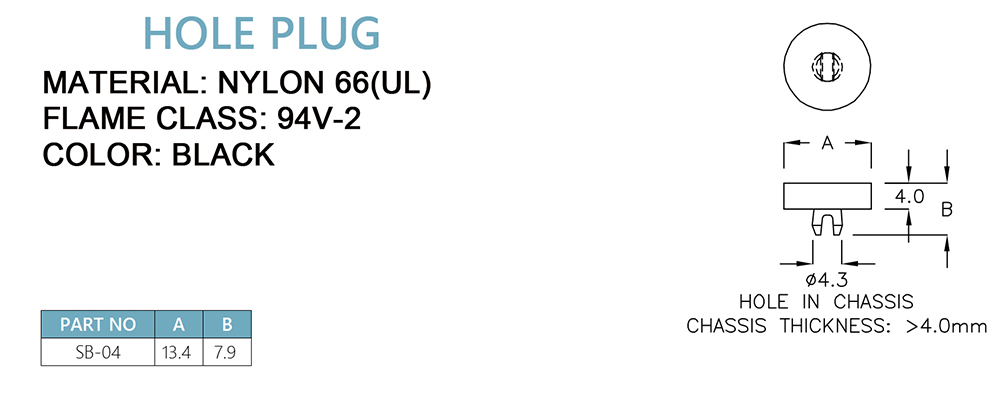 HOLE PLUG
MATERIAL: NYLON 66(UL)
FLAME CLASS: 94V-2
COLOR: BLACK
A
4.0
B
ø4.3
HOLE IN CHASSIS
CHASSIS THICKNESS: >4.0mm
PART NO A B
SB-04 13.4 7.9